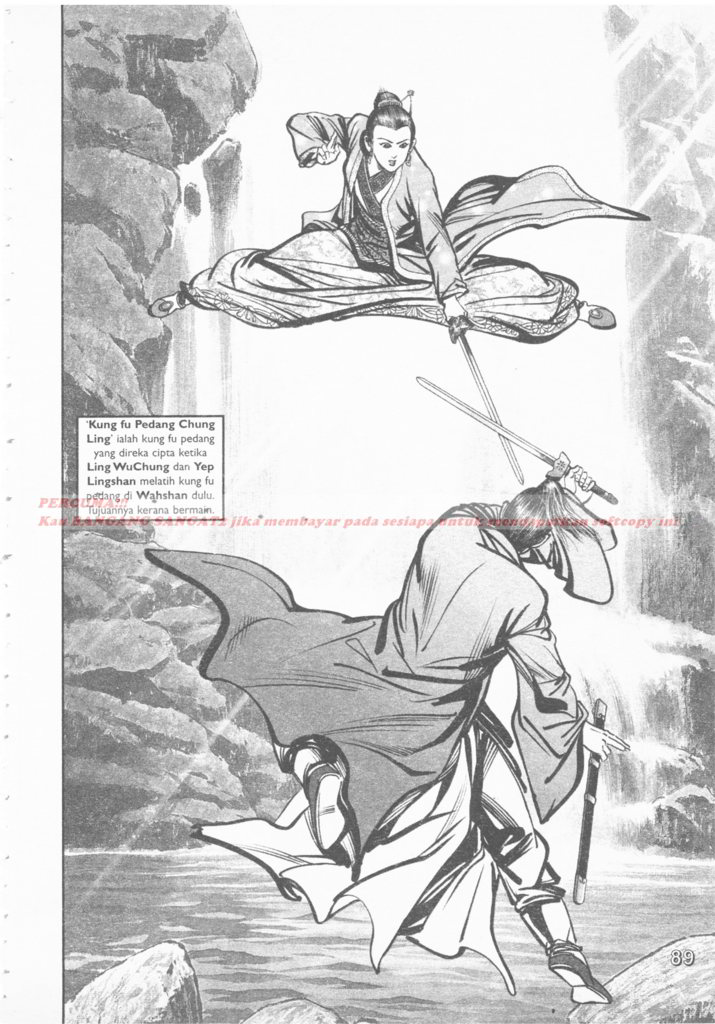 'Kung fu Pedang Chung
Ling' ialah kung fu pedang
yang direka cipta ketika
Ling WuChung dan Yep
Lingshan melatih kung fu
pedang di Wahshan dulu.
Tujuannya kerana bermain.
PERCUMA!!!
Kau BANGANG SANGAT2 jika membayar pada sesiapa untuk mendapatkan softcopy ini
89